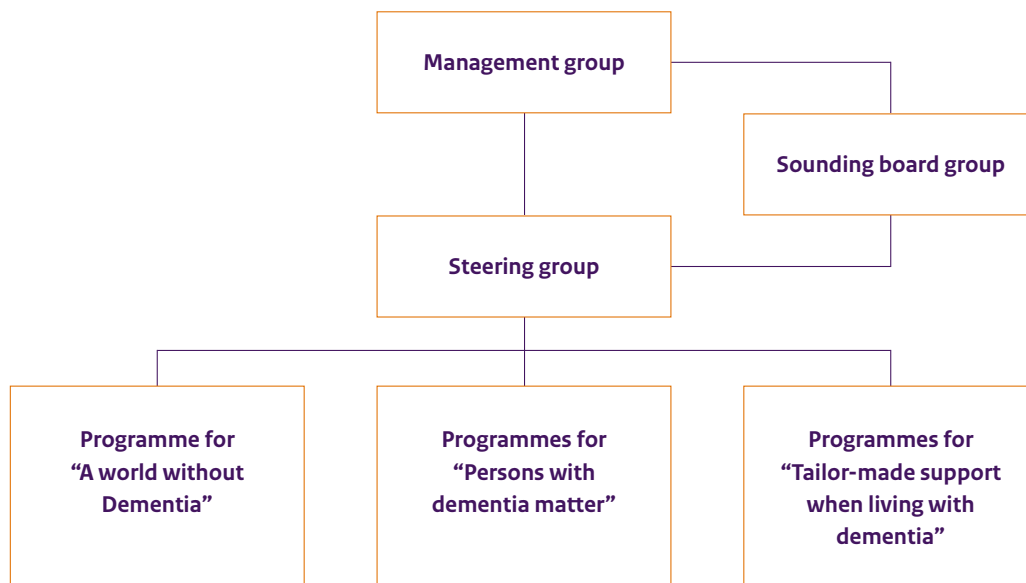 Management group
Sounding board group
Steering group
Programme for
“A world without
Dementia”
Programmes for
“Persons with
dementia matter”
Programmes for
“Tailor-made support
when living with
dementia”